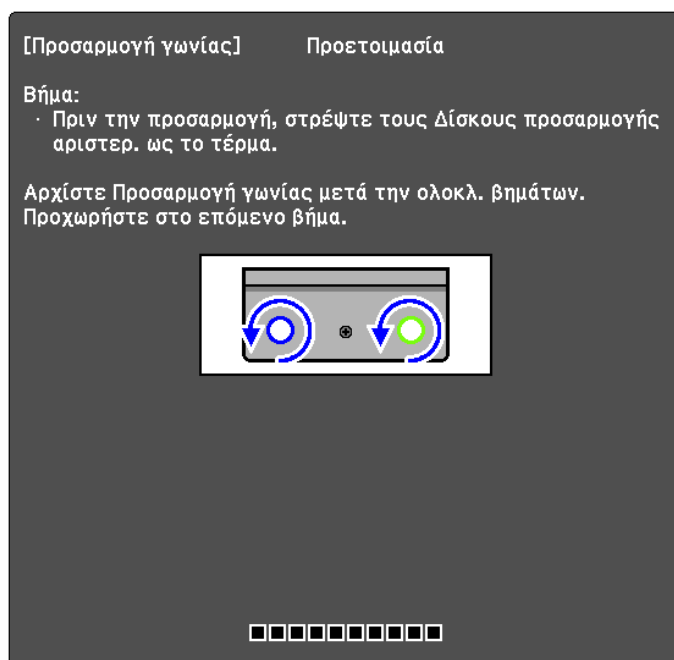 [Προσαρμογή γωνίας] Προετοιμασία
Βήμα:
· Πριν την προσαρμογή, στρέψτε τους Δίσκους προσαρμογής
αριστερ. ως το τέρμα.
Αρχίστε Προσαρμογή γωνίας μετά την ολοκλ. βημάτων.
Προχωρήστε στο επόμενο βήμα.